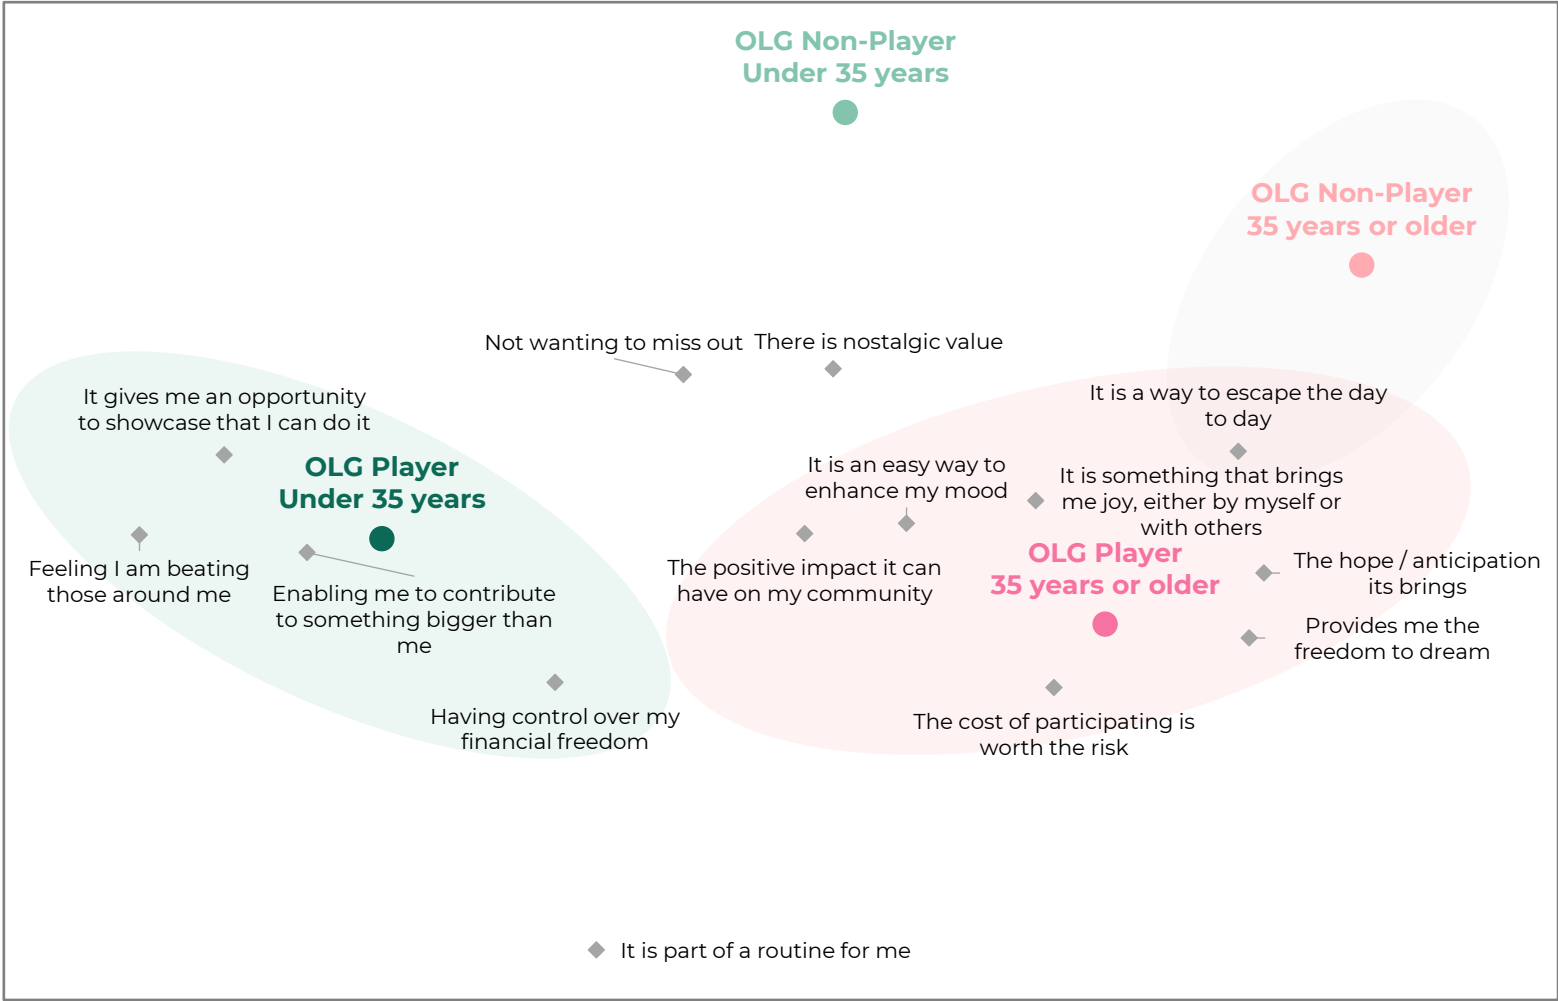 OLG Non-Player
Under 35 years
OLG Non-Player
35 years or older
Not wanting to miss out
There is nostalgic value
It gives me an opportunity
to showcase that I can do it
It is a way to escape the day
to day
OLG Player
Under 35 years
It is an easy way to
enhance my mood
It is something that brings
me joy, either by myself or
with others
Feeling I am beating
those around me
Enabling me to contribute
to something bigger than
me
The positive impact it can
have on my community
OLG Player
35 years or older
The hope / anticipation
its brings
Provides me the
freedom to dream
Having control over my
financial freedom
The cost of participating is
worth the risk
It is part of a routine for me